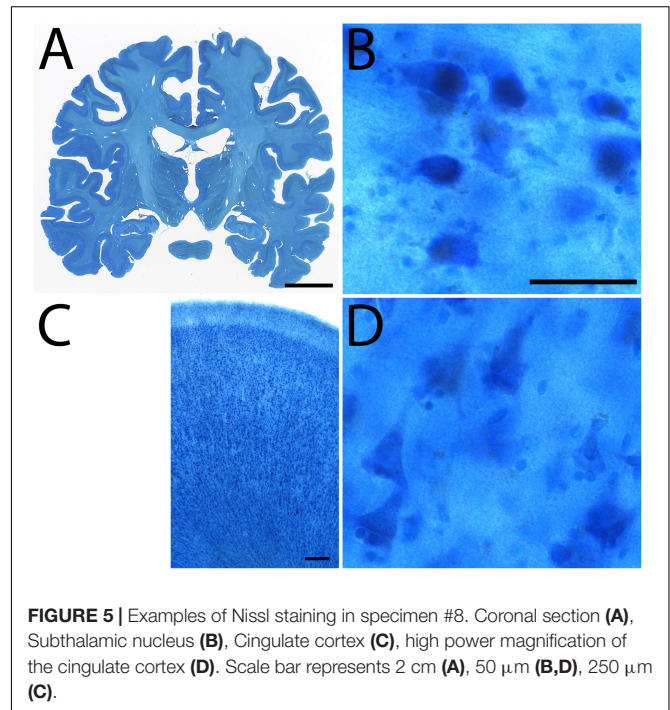 A
B
C
D
FIGURE 5 | Examples of Nissl staining in specimen #8. Coronal section (A),
Subthalamic nucleus (B), Cingulate cortex (C), high power magnification of
the cingulate cortex (D). Scale bar represents 2 cm (A), 50 μm (B,D), 250 μm
(C).